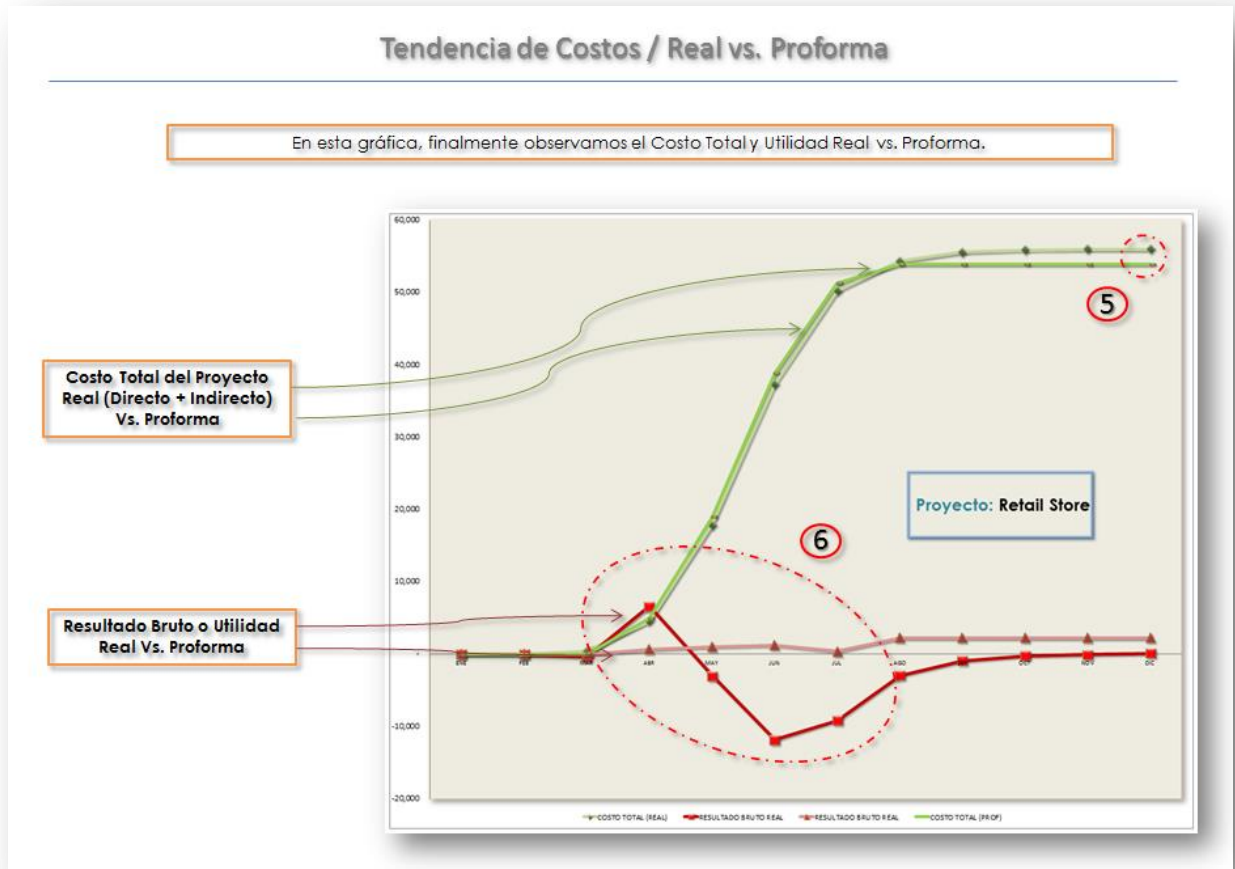 Tendencia de Costos / Real vs. Proforma
En esta gráfica, finalmente observamos el Costo Total y Utilidad Real vs. Proforma.
60,000
50,000
40,000
30,000
20,000
10,000
-
-10,000
-20,000
5
6
Costo Total del Proyecto
Real (Directo + Indirecto)
Vs. Proforma
Proyecto: Retail Store
Resultado Bruto o Utilidad
Real Vs. Proforma
ENE FEB MAR ABR MAY JUN JUL AGO OCT NOV DIC
COSTO TOTAL (REAL) RESULTADO BRUTO REAL RESULTADO BRUTO REAL COSTO TOTAL (PROF)